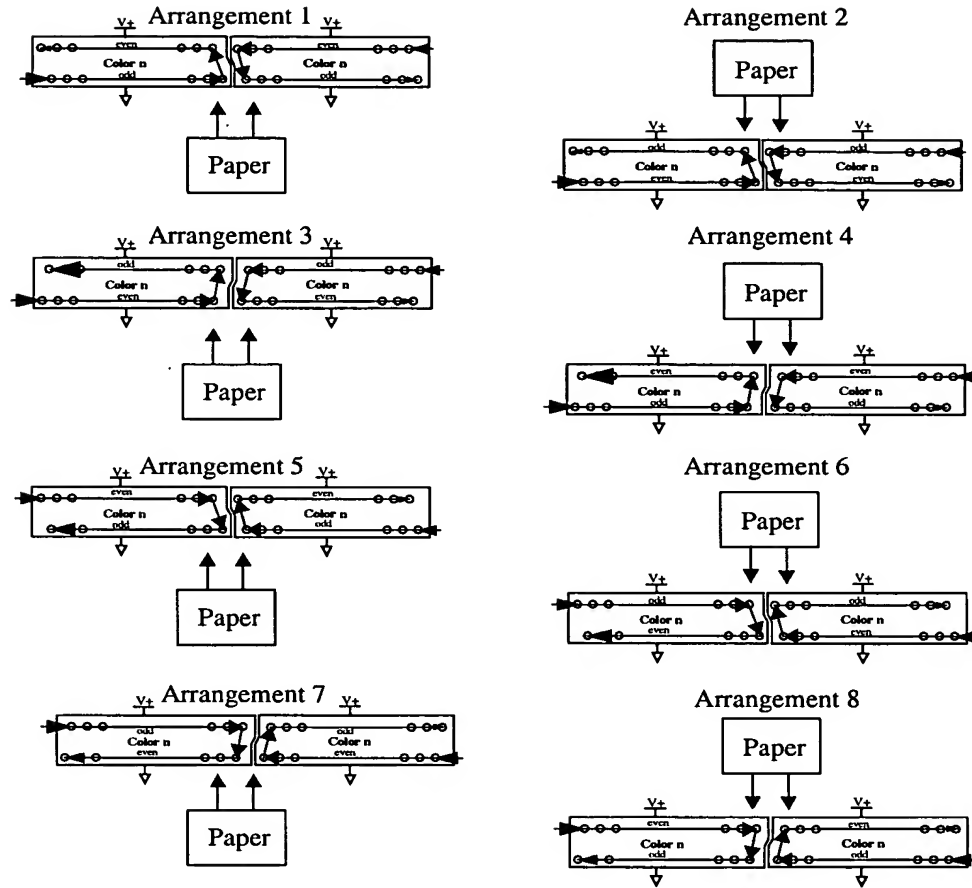 Arrangement 1
V+ V+
even even
Color n Color n
odd odd
Paper
Arrangement 2
Paper
V+ V+
odd odd
Color n Color n
even even
Arrangement 3
V+ V+
odd odd
Color n Color n
even even
Paper
Arrangement 4
Paper
V+ V+
even even
Color n Color n
odd odd
Arrangement 5
V+ V+
even even
Color n Color n
odd odd
Paper
Arrangement 6
Paper
V+ V+
odd odd
Color n Color n
even even
Arrangement 7
V+ V+
odd odd
Color n Color n
even even
Paper
Arrangement 8
Paper
V+ V+
even even
Color n Color n
odd odd